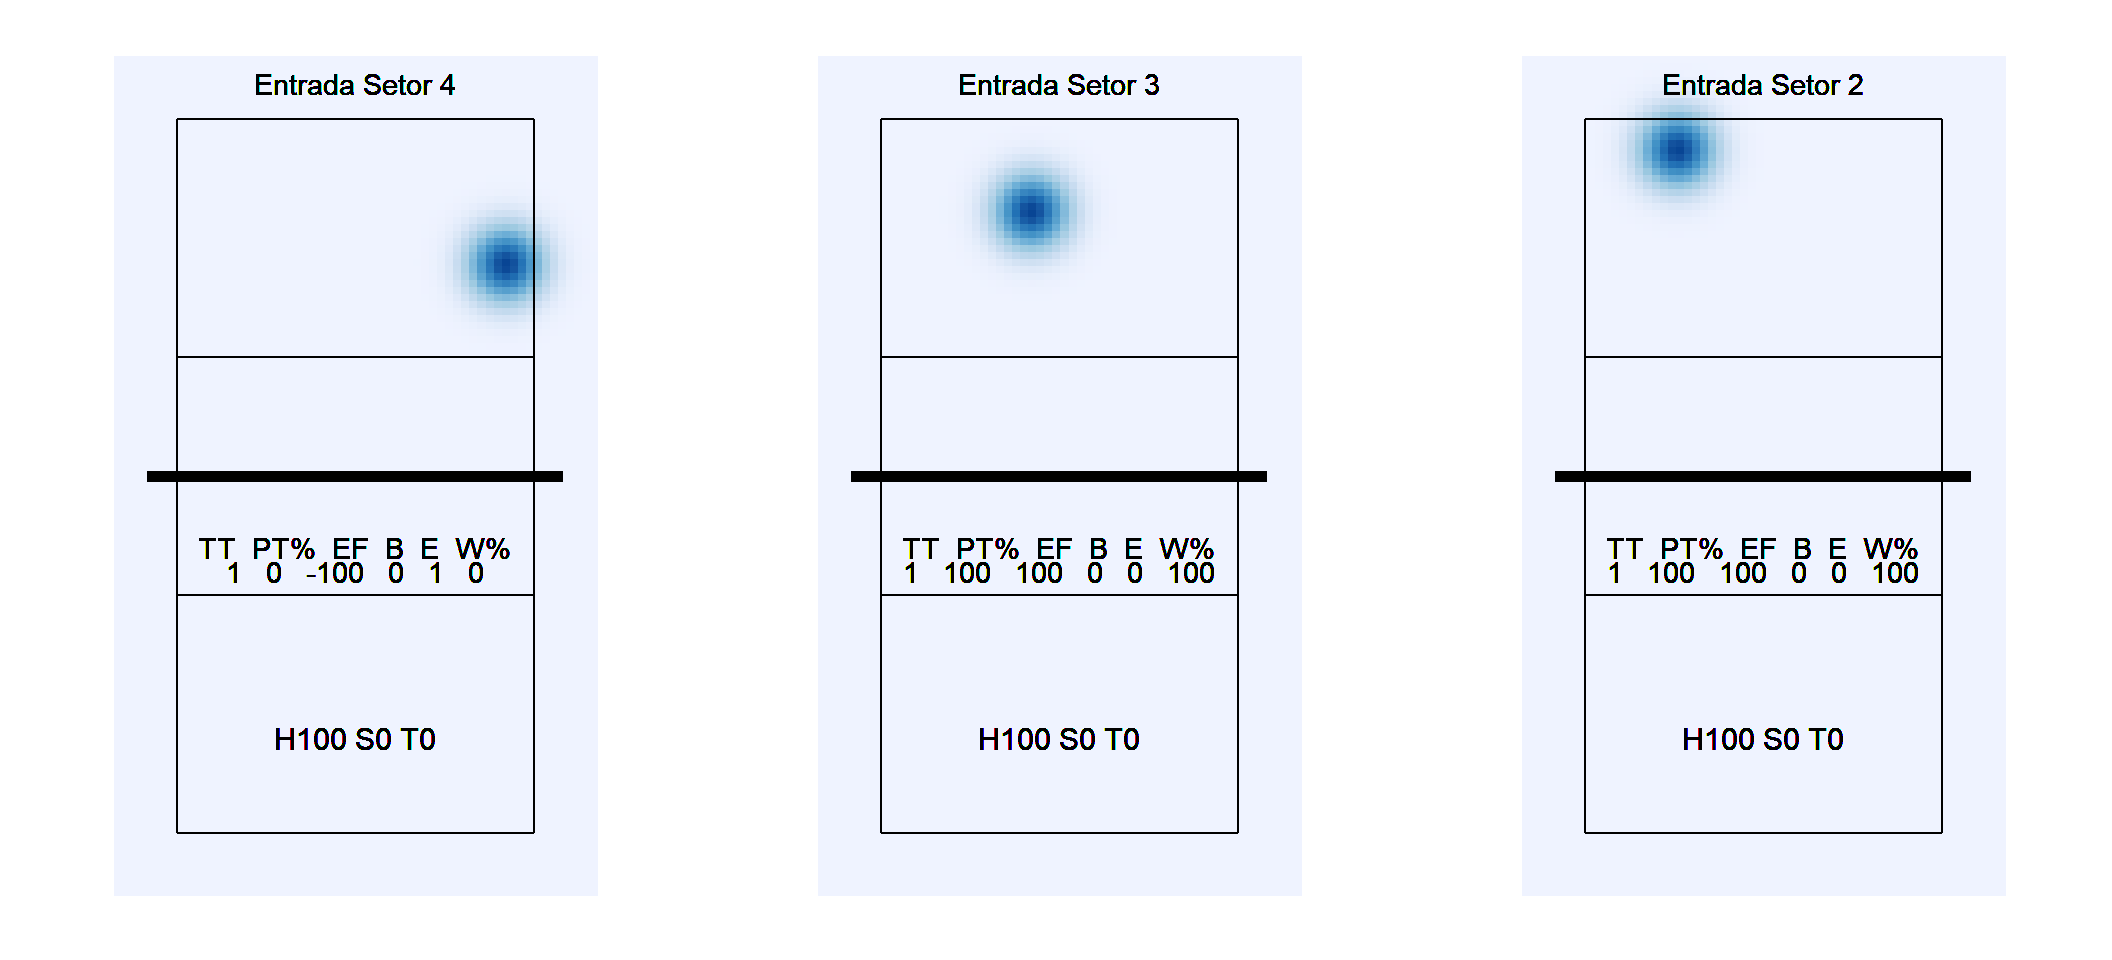 Entrada Setor 4
TT PT% EF B E W%
1 0 -100 0 1 0
H100 S0 T0
Entrada Setor 3
TT PT% EF B E W%
1 100 100 0 0 100
H100 S0 T0
Entrada Setor 2
TT PT% EF B E W%
1 100 100 0 0 100
H100 S0 T0